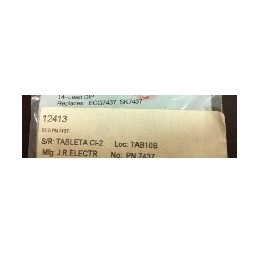 14-Lead DIP
Replaces: ECG7437 SK7437
12413
S/R: TABLETA CI-2 Loc: TAB10B
Mfg: J.R.ELECTR No: PN 7437